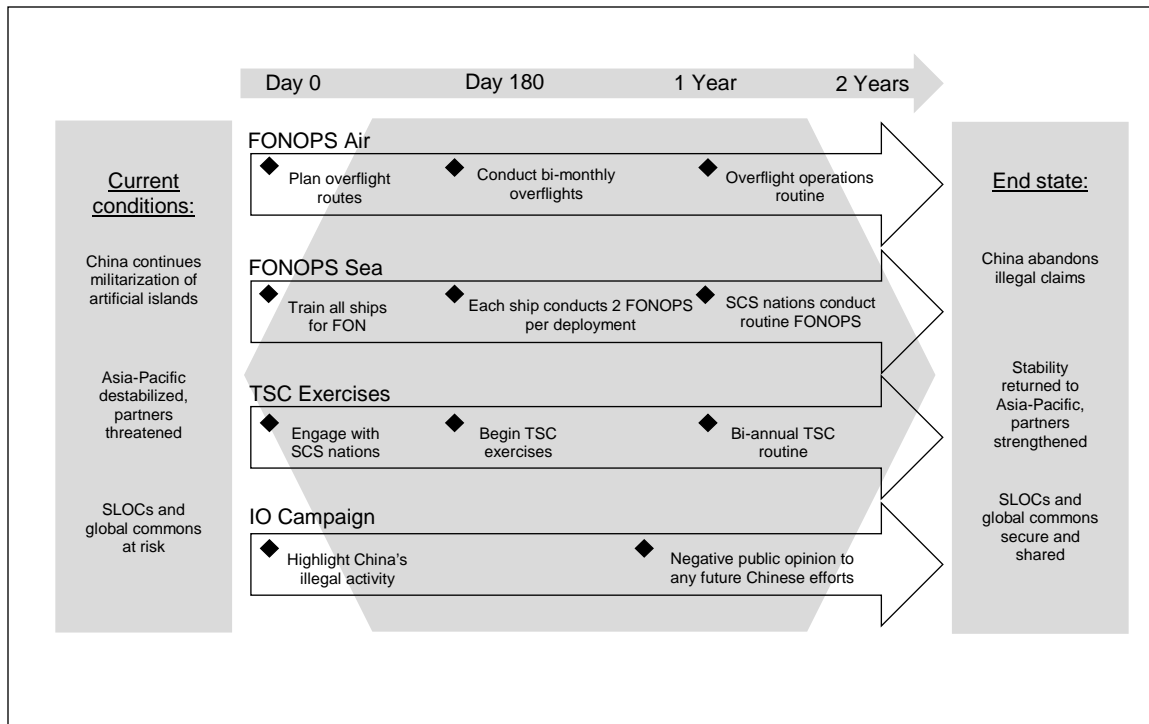 Day 0
Day 180
1 Year
2 Years
Current
conditions:
China continues
militarization of
artificial islands
Asia-Pacific
destabilized,
partners
threatened
SLOCs and
global commons
at risk
FONOPS Air
Plan overflight
routes
Conduct bi-monthly
overflights
Overflight operations
routine
FONOPS Sea
Train all ships
for FON
Each ship conducts 2 FONOPS
per deployment
SCS nations conduct
routine FONOPS
TSC Exercises
Engage with
SCS nations
Begin TSC
exercises
Bi-annual TSC
routine
IO Campaign
Highlight China's
illegal activity
Negative public opinion to
any future Chinese efforts
End state:
China abandons
illegal claims
Stability
returned to
Asia-Pacific,
partners
strengthened
SLOCs and
global commons
secure and
shared